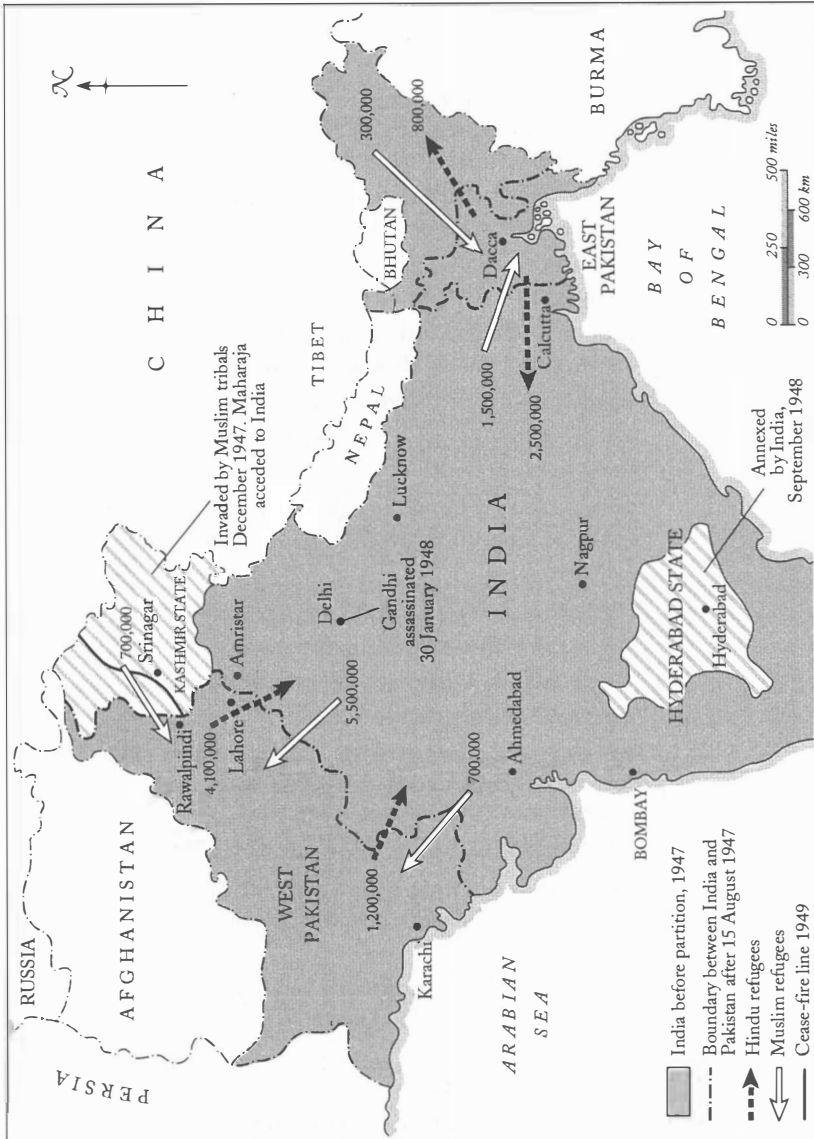 N
RUSSIA
PERSIA
AFGHANISTAN
CHINA
TIBET
NEPAL
BHUTAN
BURMA
Invaded by Muslim tribals
December 1947. Maharaja
acceded to India
700,000
Srinagar
KASHMIR STATE
Rawalpindi
4,100,000
Lahore
Amristar
5,500,000
WEST
PAKISTAN
1,200,000
Karachi
700.000
Ahmedabad
Delhi
Gandhi
assassinated
30 January 1948
Lucknow
INDIA
Nagpur
300,000
800,000
Dacca
1,500,000
2,500,000
Calcutta
EAST
PAKISTAN
BAY
OF
BENGAL
ARABIAN
SEA
BOMBAY
HYDERABAD STATE
Hyderabad
Annexed
by India,
September 1948
0 250 500 miles
0 300 600 km
India before partition, 1947
Boundary between India and
Pakistan after 15 August 1947
Hindu refugees
Muslim refugees
Cease-fire line 1949